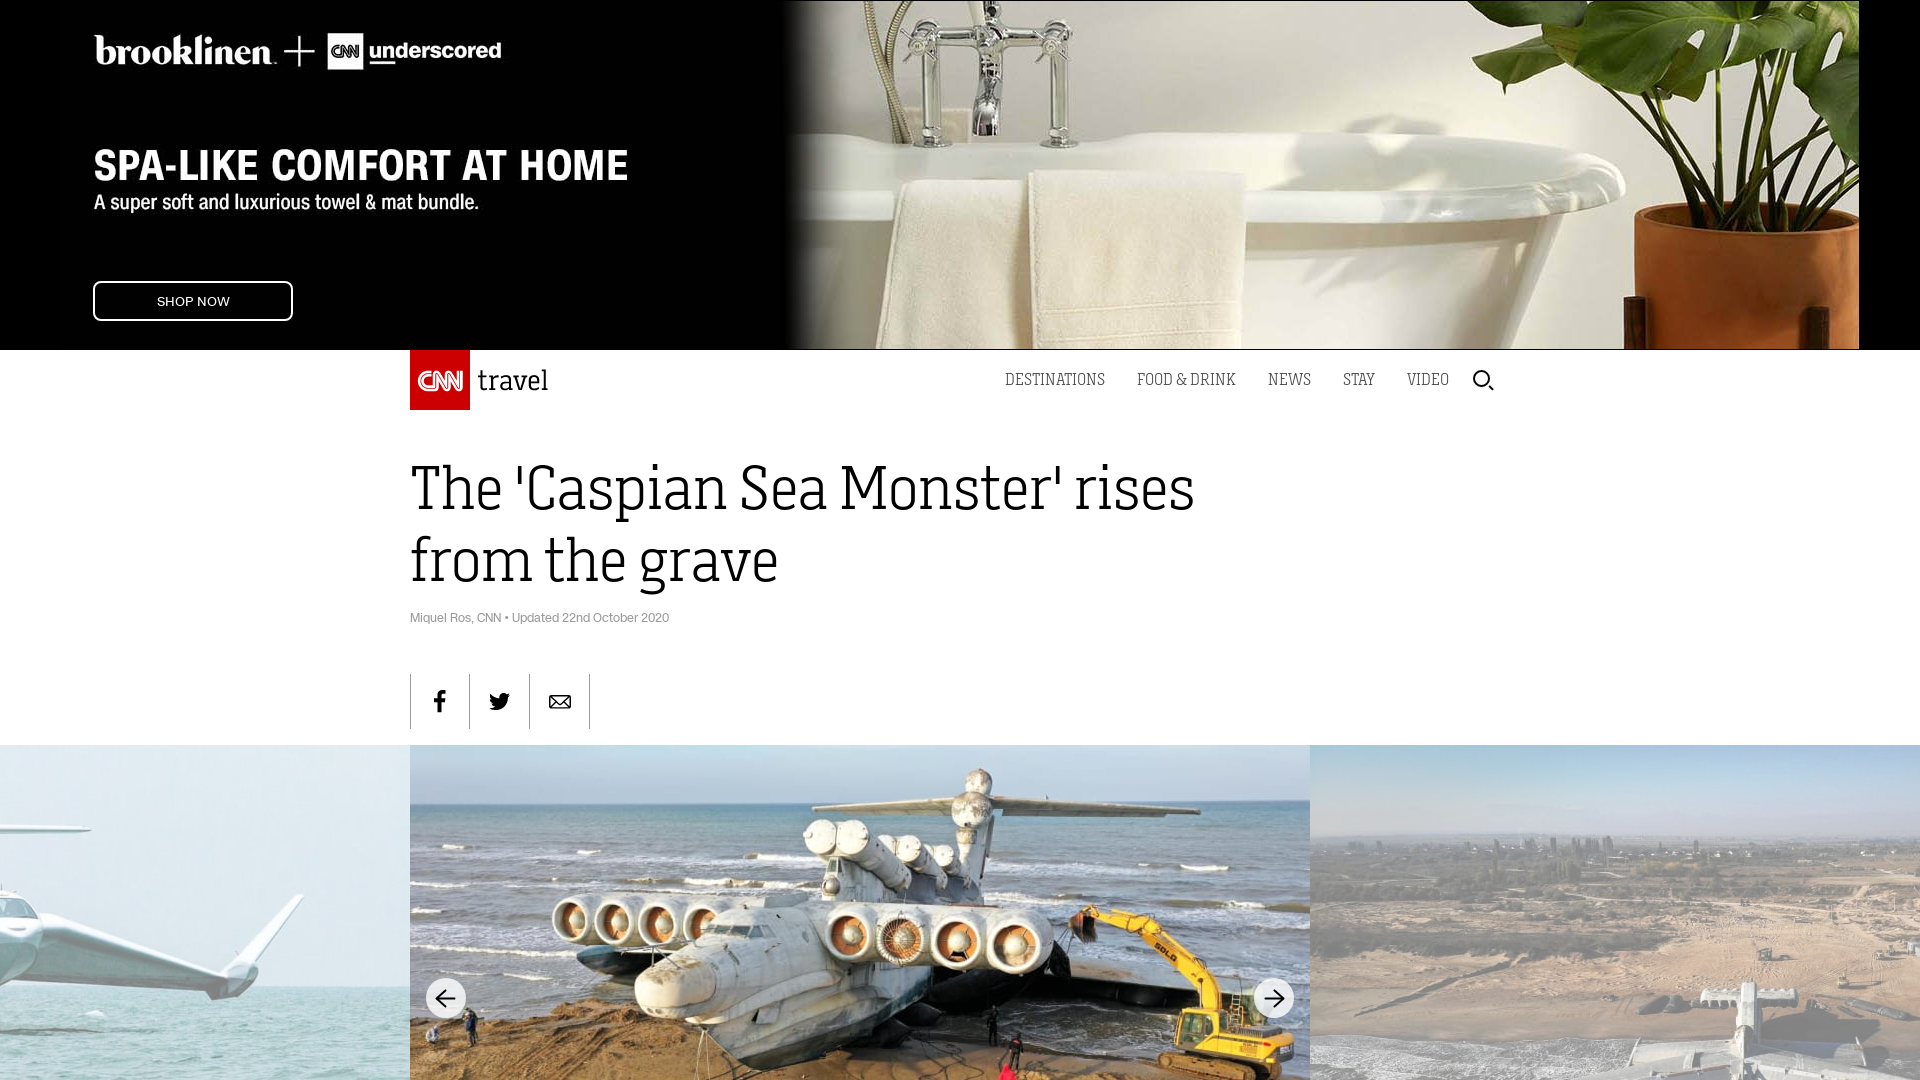 brooklinen + CNN underscored
SPA-LIKE COMFORT AT HOME
A super soft and luxurious towel & mat bundle.
SHOP NOW
CNN travel
DESTINATIONS FOOD & DRINK NEWS STAY VIDEO
The 'Caspian Sea Monster' rises
from the grave
Miquel Ros, CNN • Updated 22nd October 2020
SDLG